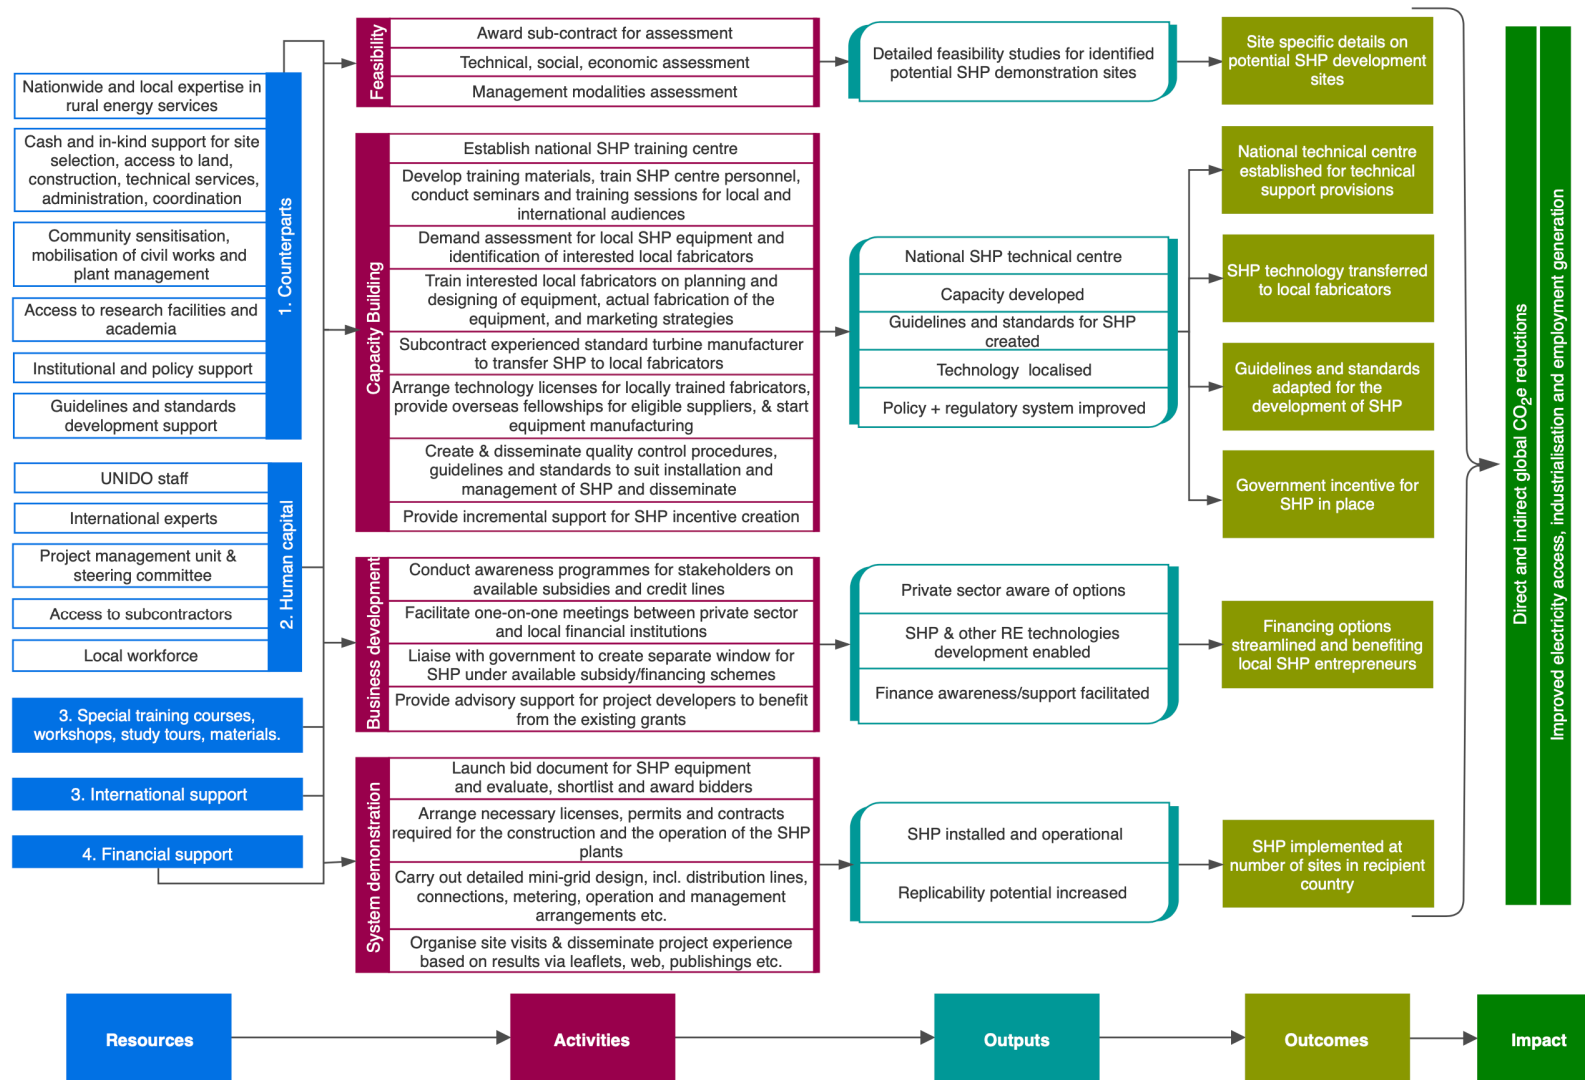 Nationwide and local expertise in
rural energy services
Cash and in-kind support for site
selection, access to land,
construction, technical services,
administration, coordination
Community sensitisation,
mobilisation of civil works and
plant management
Access to research facilities and
academia
Institutional and policy support
Guidelines and standards
development support
1. Counterparts
UNIDO staff
International experts
Project management unit &
steering committee
Access to subcontractors
Local workforce
2. Human capital
3. Special training courses,
workshops, study tours, materials.
3. International support
4. Financial support
Feasibility
Award sub-contract for assessment
Technical, social, economic assessment
Management modalities assessment
Capacity Building
Establish national SHP training centre
Develop training materials, train SHP centre personnel,
conduct seminars and training sessions for local and
international audiences
Demand assessment for local SHP equipment and
identification of interested local fabricators
Train interested local fabricators on planning and
designing of equipment, actual fabrication of the
equipment, and marketing strategies
Subcontract experienced standard turbine manufacturer
to transfer SHP to local fabricators
Arrange technology licenses for locally trained fabricators,
provide overseas fellowships for eligible suppliers, & start
equipment manufacturing
Create & disseminate quality control procedures,
guidelines and standards to suit installation and
management of SHP and disseminate
Provide incremental support for SHP incentive creation
Business development
Conduct awareness programmes for stakeholders on
available subsidies and credit lines
Facilitate one-on-one meetings between private sector
and local financial institutions
Liaise with government to create separate window for
SHP under available subsidy/financing schemes
Provide advisory support for project developers to benefit
from the existing grants
System demonstration
Launch bid document for SHP equipment
and evaluate, shortlist and award bidders
Arrange necessary licenses, permits and contracts
required for the construction and the operation of the SHP
plants
Carry out detailed mini-grid design, incl. distribution lines,
connections, metering, operation and management
arrangements etc.
Organise site visits & disseminate project experience
based on results via leaflets, web, publishings etc.
Detailed feasibility studies for identified
potential SHP demonstration sites
National SHP technical centre
Capacity developed
Guidelines and standards for SHP
created
Technology localised
Policy + regulatory system improved
Private sector aware of options
SHP & other RE technologies
development enabled
Finance awareness/support facilitated
SHP installed and operational
Replicability potential increased
Site specific details on
potential SHP development
sites
National technical centre
established for technical
support provisions
SHP technology transferred
to local fabricators
Guidelines and standards
adapted for the
development of SHP
Government incentive for
SHP in place
Financing options
streamlined and benefiting
local SHP entrepreneurs
SHP implemented at
number of sites in recipient
country
Direct and indirect global CO₂e reductions
Improved electricity access, industrialisation and employment generation
Resources
Activities
Outputs
Outcomes
Impact